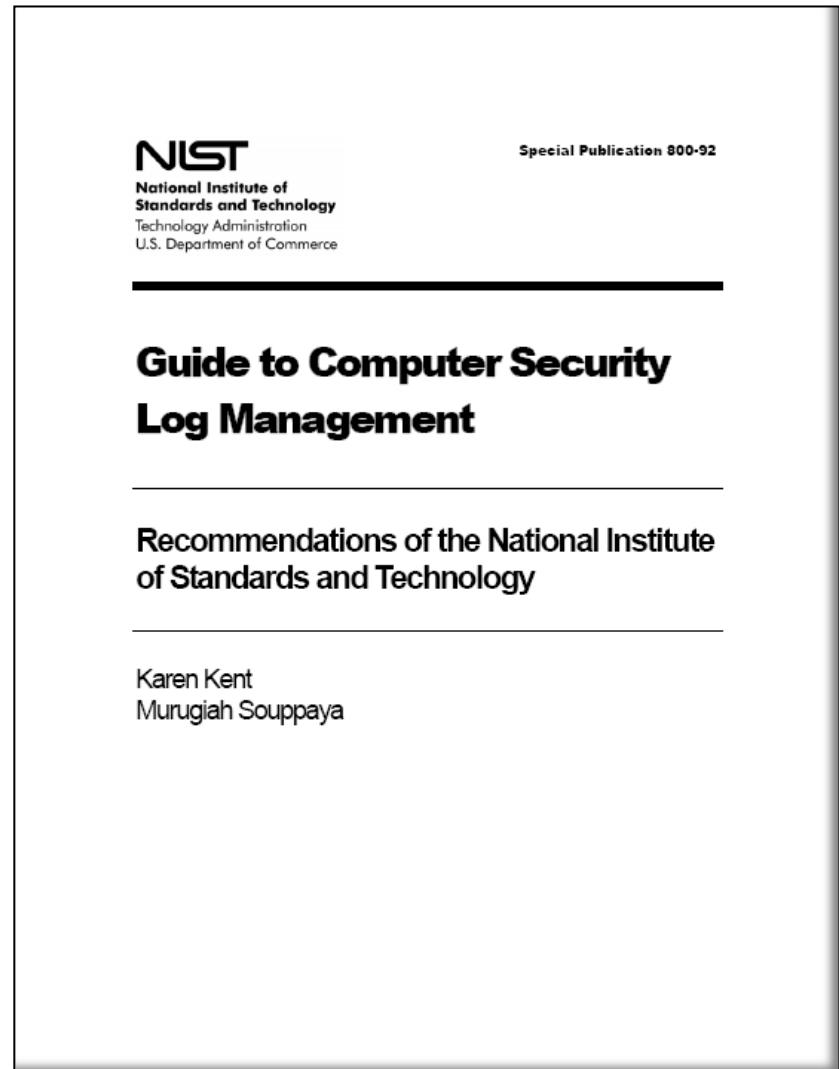 NIST
Special Publication 800-92
National Institute of
Standards and Technology
Technology Administration
U.S. Department of Commerce
Guide to Computer Security
Log Management
Recommendations of the National Institute
of Standards and Technology
Karen Kent
Murugiah Souppaya